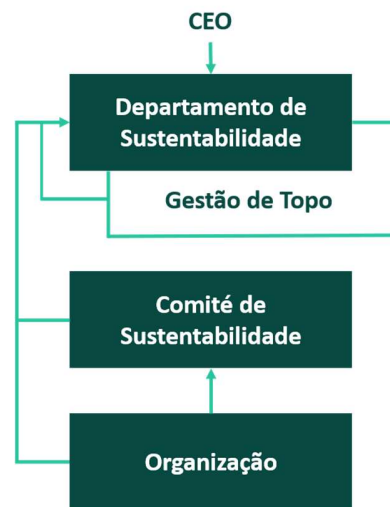 CEO
Departamento de
Sustentabilidade
Gestão de Topo
Comité de
Sustentabilidade
Organização